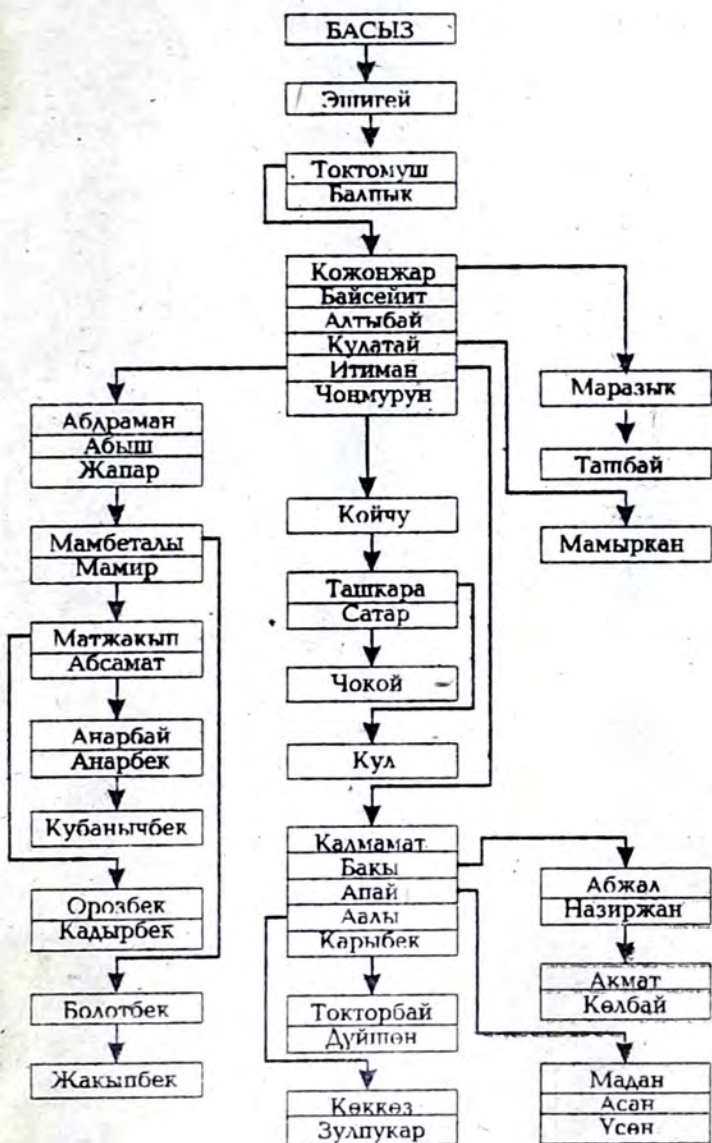 БАСЫЗ
Эшигей
Токтомуш
Балпык
Кожонжар
Байсейит
Алтыбай
Кулатай
Итиман
Чоңмурун
Маразык
Ташбай
Мамыркан
Абдраман
Абыш
Жапар
Мамбеталы
Мамир
Матжакып
Абсамат
Анарбай
Анарбек
Кубанычбек
Орозбек
Кадырбек
Болотбек
Жакыпбек
Койчу
Ташкара
Сатар
Чокой
Кул
Калмамат
Бакы
Апай
Аалы
Карыбек
Токторбай
Дүйшөн
Көккөз
Зулпукар
Абжал
Назиржан
Акмат
Көлбай
Мадан
Асан
Үсөн